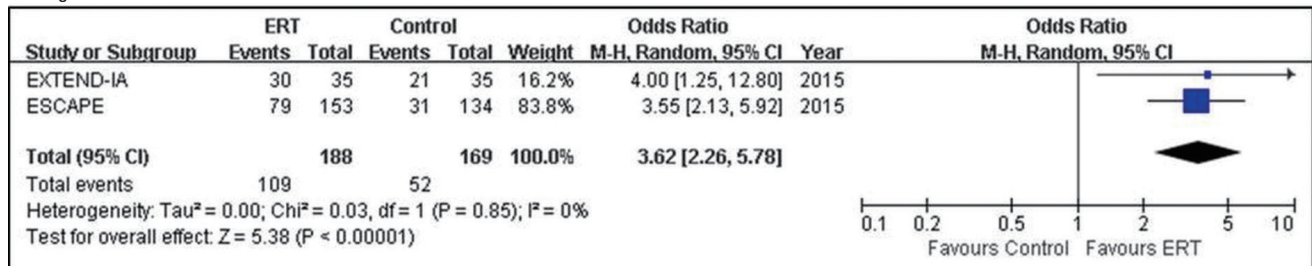 ERT Control Odds Ratio Odds Ratio
Study or Subgroup Events Total Events Total Weight M-H, Random, 95% CI Year M-H, Random, 95% CI
EXTEND-IA 30 35 21 35 16.2% 4.00 [1.25, 12.80] 2015
ESCAPE 79 153 31 134 83.8% 3.55 [2.13, 5.92] 2015
Total (95% CI) 188 169 100.0% 3.62 [2.26, 5.78]
Total events 109 52
Heterogeneity: Tau² = 0.00; Chi² = 0.03, df = 1 (P = 0.85); I² = 0%
Test for overall effect: Z = 5.38 (P < 0.00001)
0.1 0.2 0.5 1 2 5 10
Favours Control Favours ERT